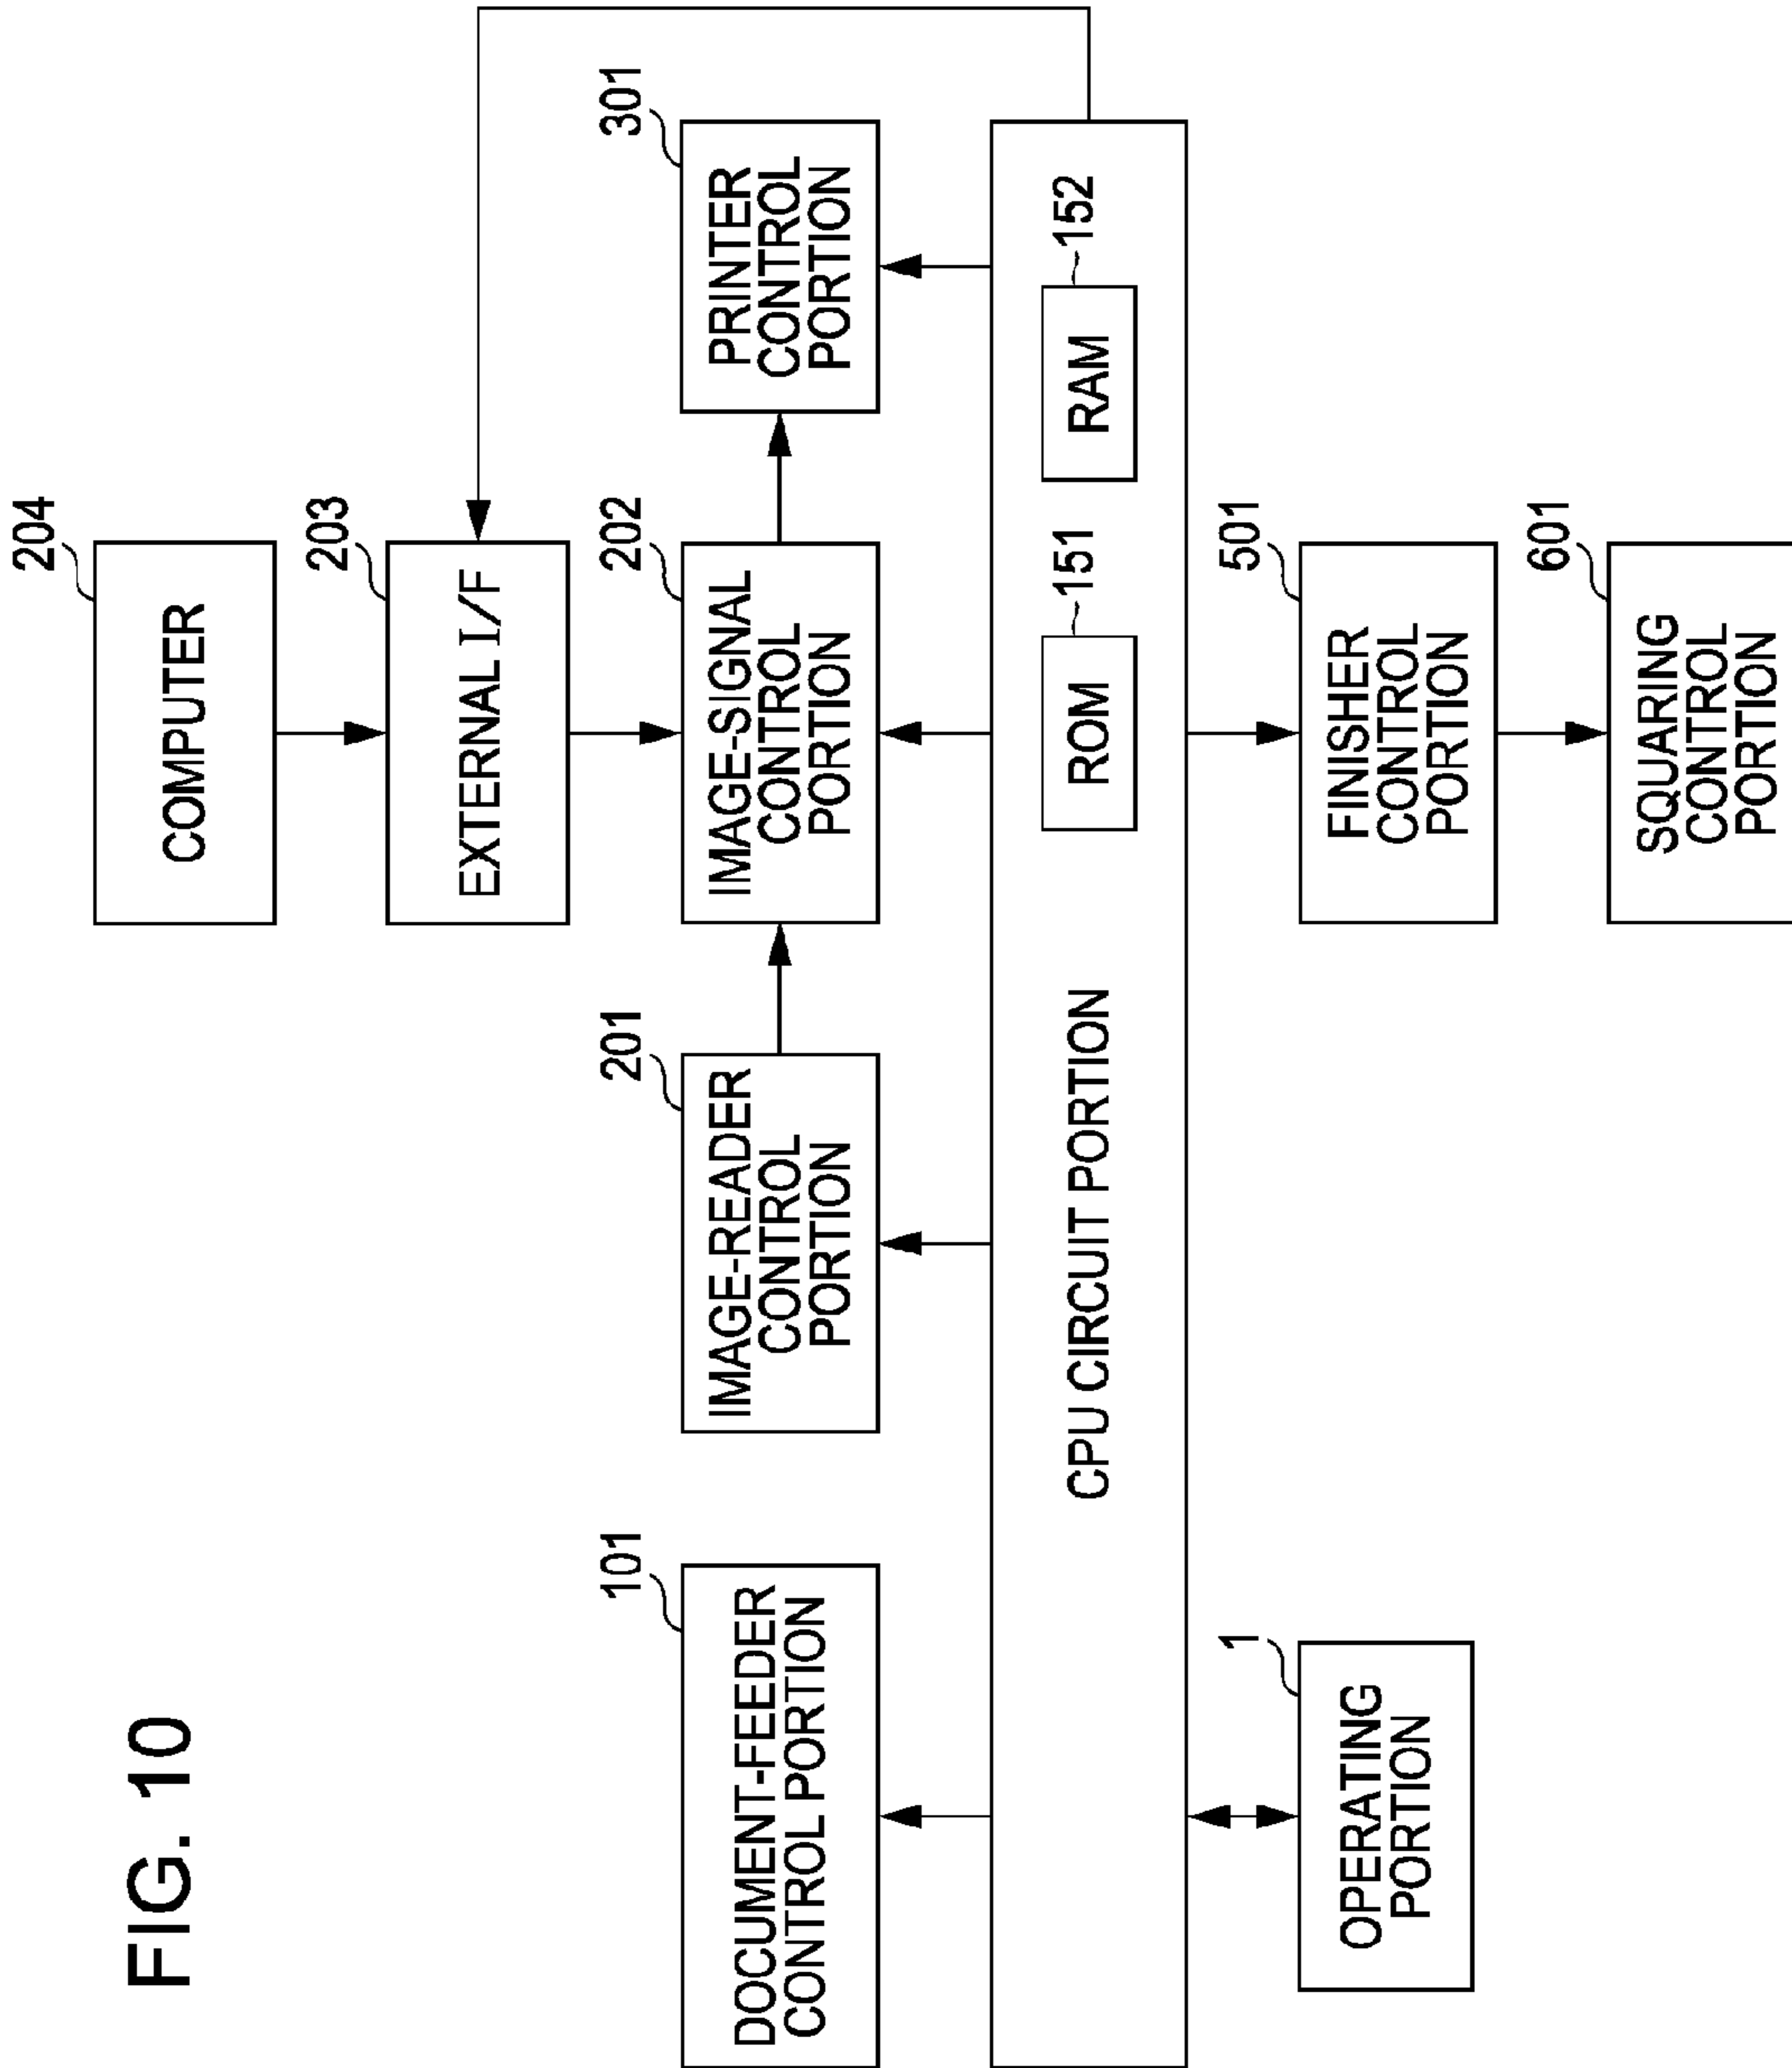 FIG. 10
204
COMPUTER
203
EXTERNAL I/F
101
DOCUMENT-FEEDER
CONTROL PORTION
201
IMAGE-READER
CONTROL
PORTION
202
IMAGE-SIGNAL
CONTROL
PORTION
301
PRINTER
CONTROL
PORTION
CPU CIRCUIT PORTION
151
ROM
152
RAM
1
OPERATING
PORTION
501
FINISHER
CONTROL
PORTION
601
SQUARING
CONTROL
PORTION